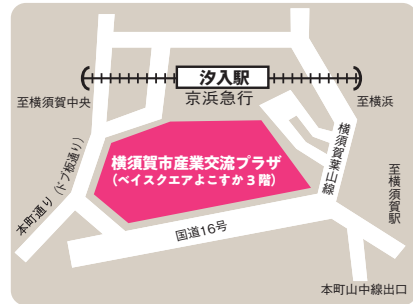 汐入駅
京浜急行
至横須賀中央
至横浜
横須賀市産業交流プラザ
(ベイスクエアよこすか3階)
横須賀葉山線
至横須賀駅
本町通り(ドブ板通り)
国道16号
本町山中線出口